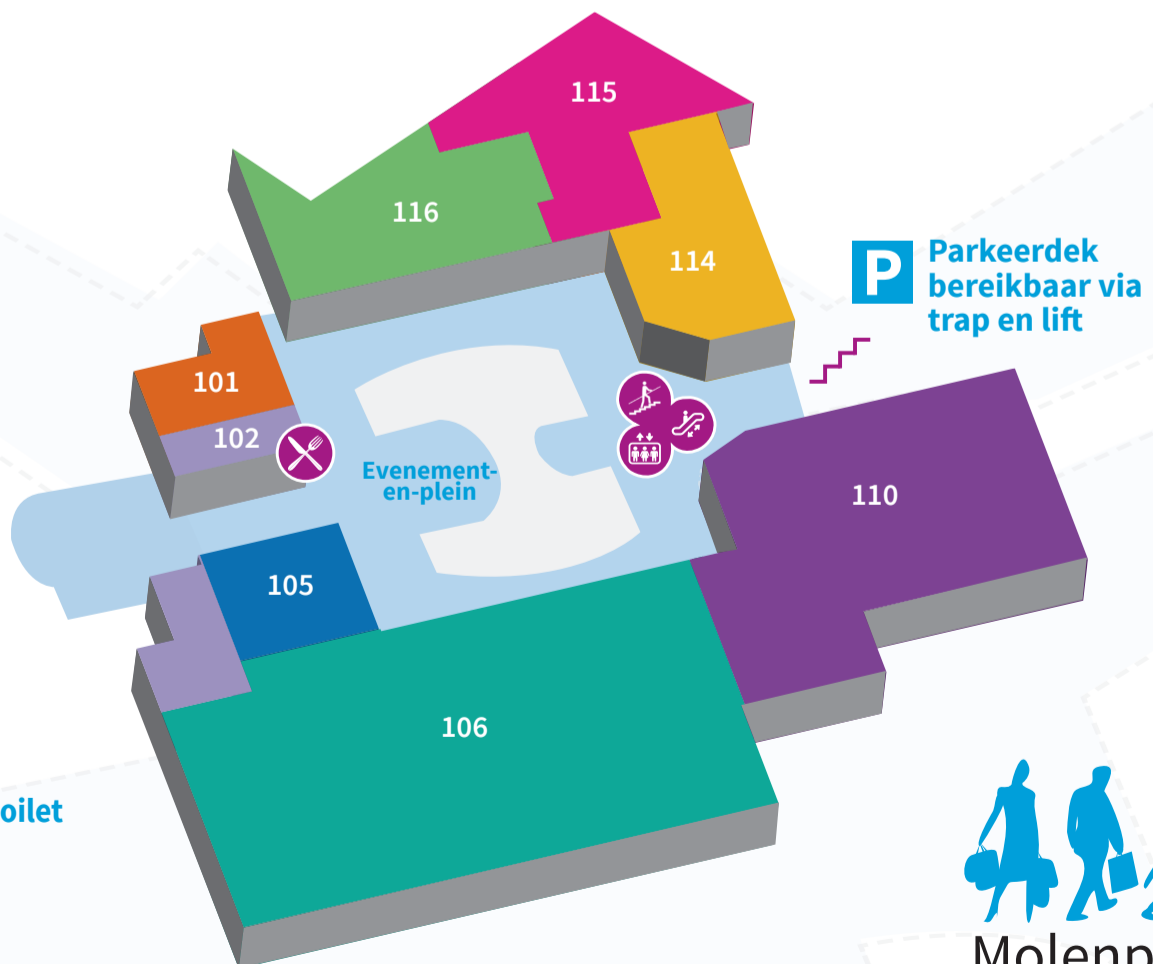 115
116
114
P
Parkeerdek
bereikbaar via
trap en lift
101
102
Evenement-
en-plein
110
105
106
oilet
Molenp